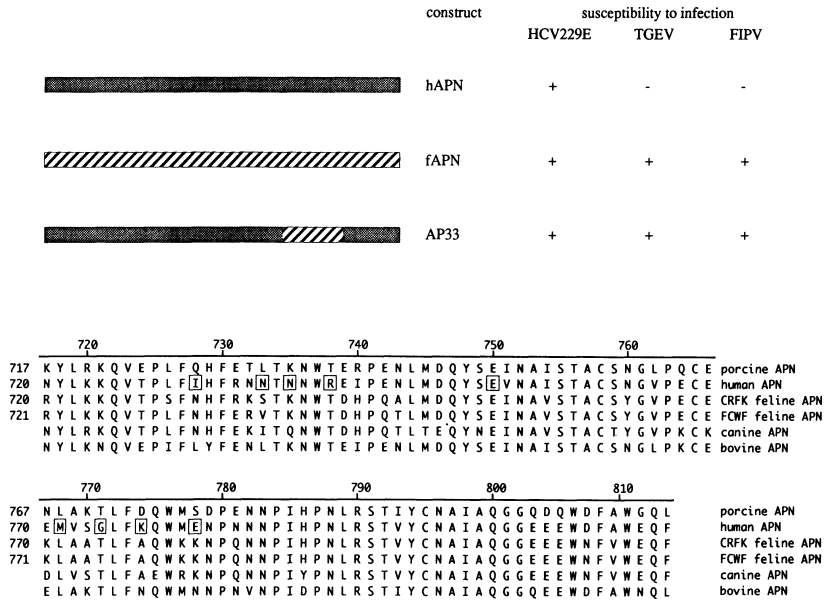 construct susceptibility to infection
HCV229E TGEV FIPV
hAPN + - -
fAPN + + +
AP33 + + +
720 730 740 750 760
717 K Y L R K Q V E P L F Q H F E T L T K N W T E R P E N L M D Q Y S E I N A I S T A C S N G L P Q C E porcine APN
720 N Y L K K Q V T P L F I H F R N N T N N W R E I P E N L M D Q Y S E V N A I S T A C S N G V P E C E human APN
720 R Y L R K Q V T P S F N H F R K S T K N W T D H P Q A L M D Q Y S E I N A V S T A C S Y G V P E C E CRFK feline APN
721 R Y L R K Q V T P L F N H F E R V T K N W T D H P Q T L M D Q Y S E I N A V S T A C S Y G V P E C E FCWF feline APN
N Y L R K Q V T P L F N H F E K I T Q N W T D H P Q T L T E Q Y N E I N A V S T A C T Y G V P K C K canine APN
N Y L K N Q V E P I F L Y F E N L T K N W T E I P E N L M D Q Y S E I N A I S T A C S N G L P K C E bovine APN
770 780 790 800 810
767 N L A K T L F D Q W M S D P E N N P I H P N L R S T I Y C N A I A Q G G Q D Q W D F A W G Q L porcine APN
770 E M V S G L F K Q W M E N P N N N P I H P N L R S T V Y C N A I A Q G G E E E W D F A W E Q F human APN
770 K L A A T L F A Q W K K N P Q N N P I H P N L R S T V Y C N A I A Q G G E E E W N F V W E Q F CRFK feline APN
771 K L A A T L F A Q W K K N P Q N N P I H P N L R S T V Y C N A I A Q G G E E E W N F V W E Q F FCWF feline APN
D L V S T L F A E W R K N P Q N N P I Y P N L R S T V Y C N A I A Q G G E E E W N F V W E Q F canine APN
E L A K T L F N Q W M N N P N V N P I D P N L R S T I Y C N A I A Q G G Q E E W D F A W N Q L bovine APN